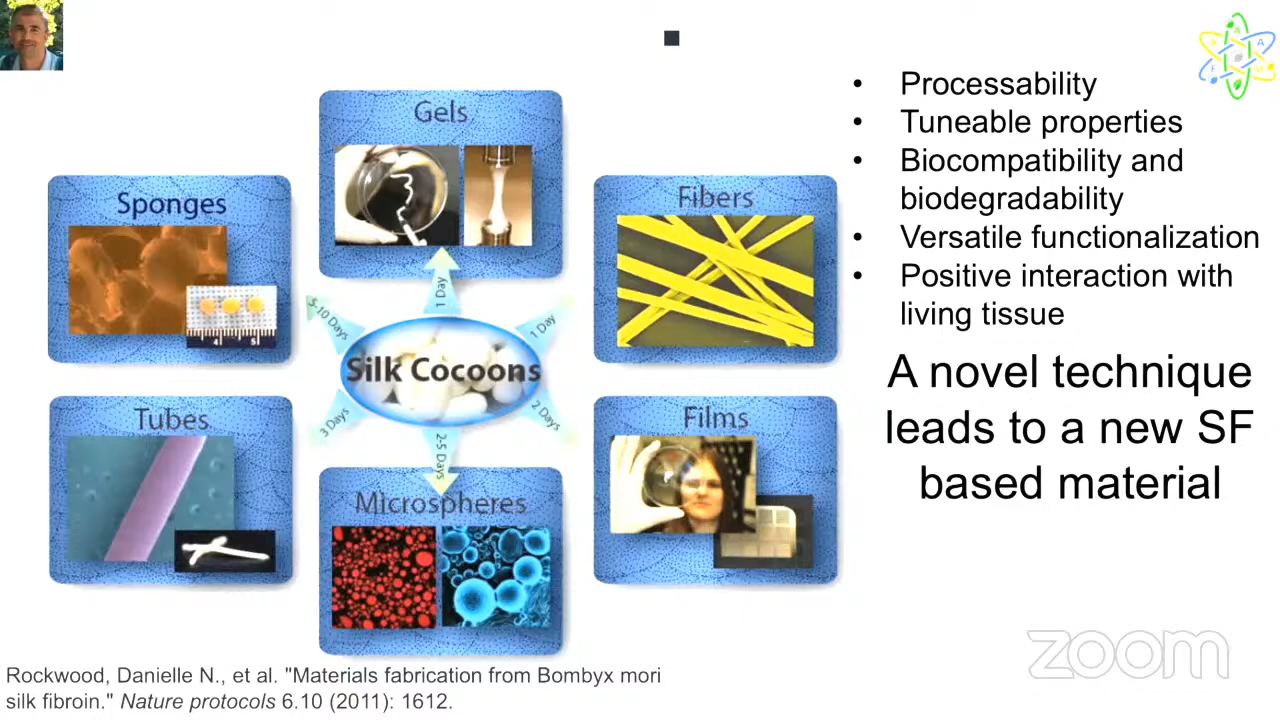 Gels
Sponges
Fibers
1 Day
5-10 Days
1 Day
Silk Cocoons
3 Days
2-5 Days
2 Days
Tubes
Microspheres
Films
• Processability
• Tuneable properties
• Biocompatibility and
biodegradability
• Versatile functionalization
• Positive interaction with
living tissue
A novel technique
leads to a new SF
based material
Rockwood, Danielle N., et al. "Materials fabrication from Bombyx mori
silk fibroin." Nature protocols 6.10 (2011): 1612.
zoom